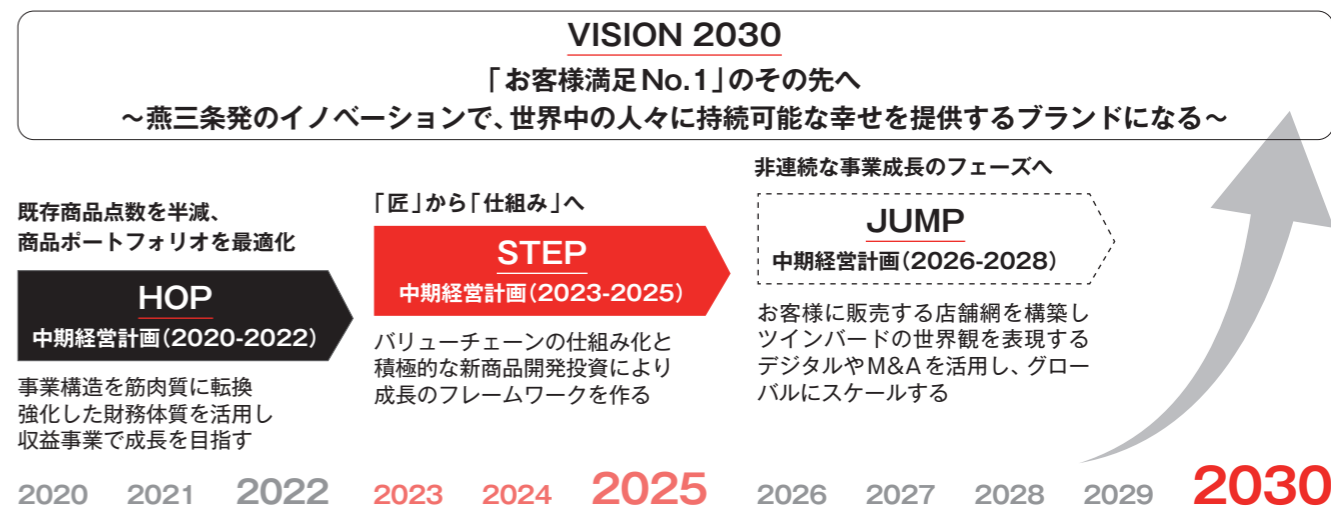 VISION 2030
「お客様満足No.1」のその先へ
～燕三条発のイノベーションで、世界中の人々に持続可能な幸せを提供するブランドになる～
既存商品点数を半減、
商品ポートフォリオを最適化
HOP
中期経営計画(2020-2022)
事業構造を筋肉質に転換
強化した財務体質を活用し
収益事業で成長を目指す
「匠」から「仕組み」へ
STEP
中期経営計画(2023-2025)
バリューチェーンの仕組み化と
積極的な新商品開発投資により
成長のフレームワークを作る
非連続な事業成長のフェーズへ
JUMP
中期経営計画(2026-2028)
お客様に販売する店舗網を構築し
ツインバードの世界観を表現する
デジタルやM&Aを活用し、グロー
バルにスケールする
2020 2021 2022 2023 2024 2025 2026 2027 2028 2029 2030